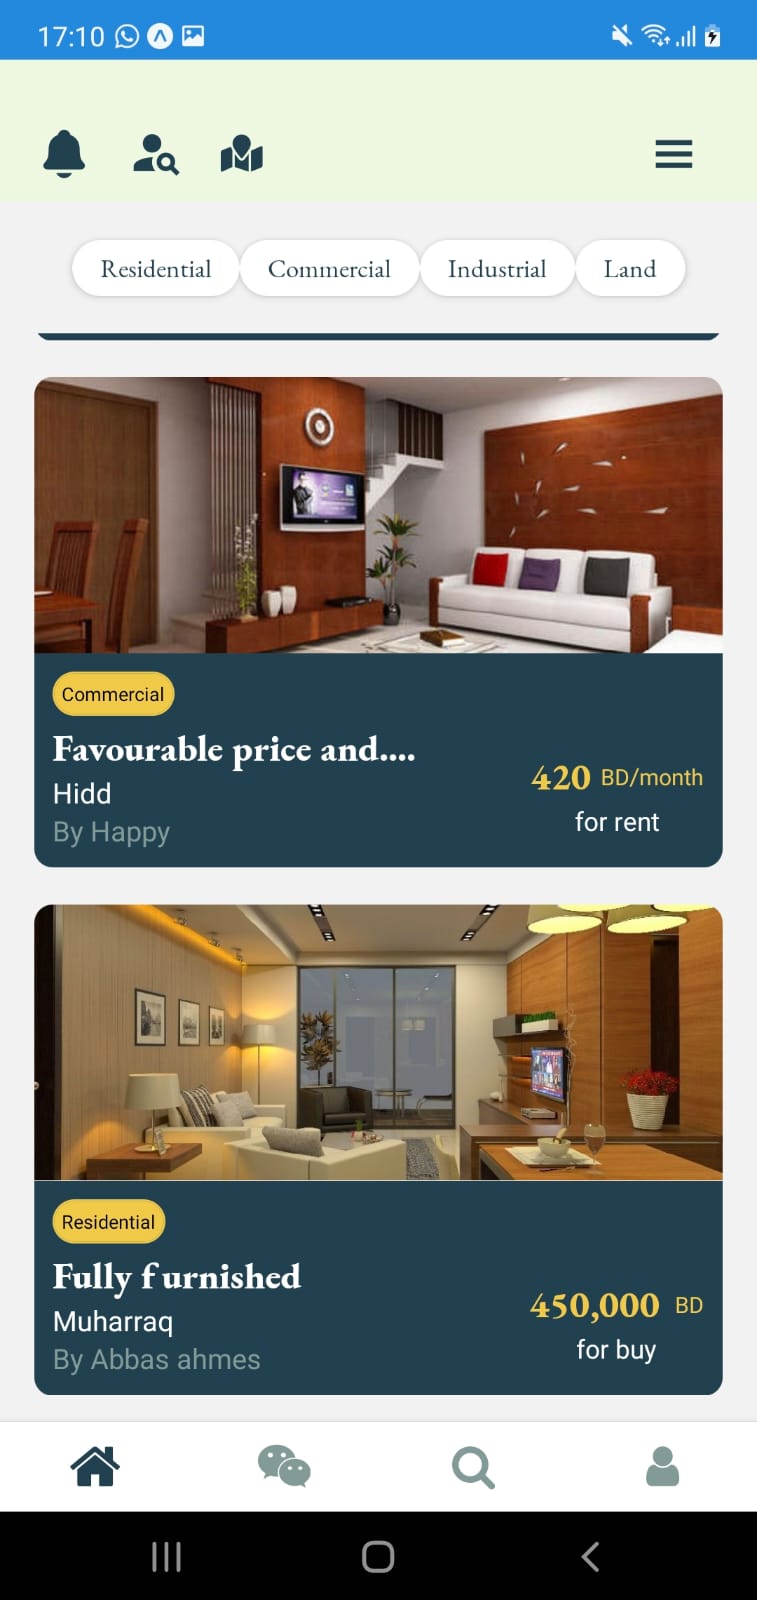 17:10
Residential Commercial Industrial Land
Commercial
Favourable price and....
Hidd
By Happy
420 BD/month
for rent
Residential
Fully furnished
Muharraq
By Abbas ahmes
450,000 BD
for buy